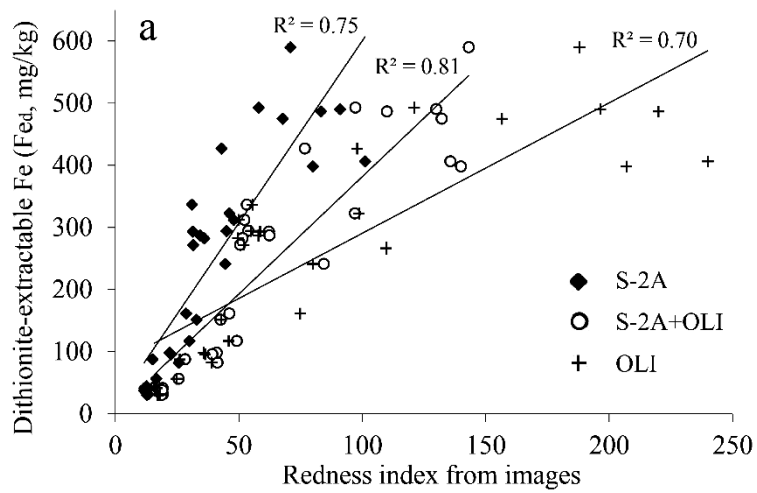 a
R² = 0.75
R² = 0.81
R² = 0.70
600
500
400
300
200
100
0
Dithionite-extractable Fe (Fed, mg/kg)
S-2A
S-2A+OLI
OLI
0 50 100 150 200 250
Redness index from images